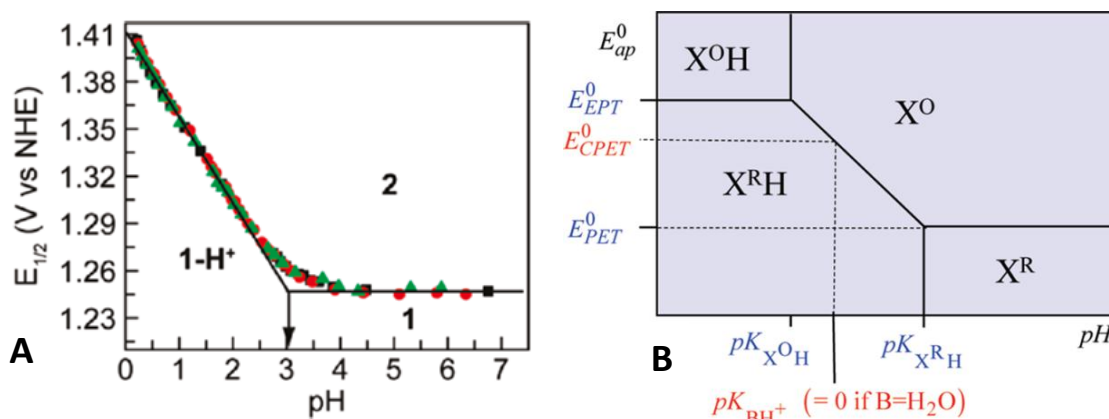 1.41
1.38
1.35
1.32
1.29
1.26
1.23
E1/2 (V vs NHE)
2
1-H+
1
0 1 2 3 4 5 6 7
pH
A
E0ap
XOH
XO
E0EPT
E0CPET
XRH
E0PET
XR
pKXOH
pKXRH
pH
pKBH+ (= 0 if B=H2O)
B